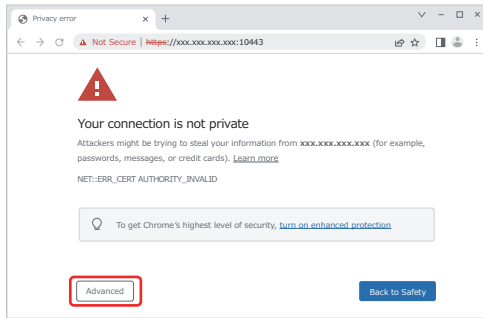 Privacy error
Not Secure | https://xxx.xxx.xxx.xxx:10443
Your connection is not private
Attackers might be trying to steal your information from xxx.xxx.xxx.xxx (for example,
passwords, messages, or credit cards). Learn more
NET::ERR_CERT AUTHORITY_INVALID
To get Chrome's highest level of security, turn on enhanced protection
Advanced
Back to Safety